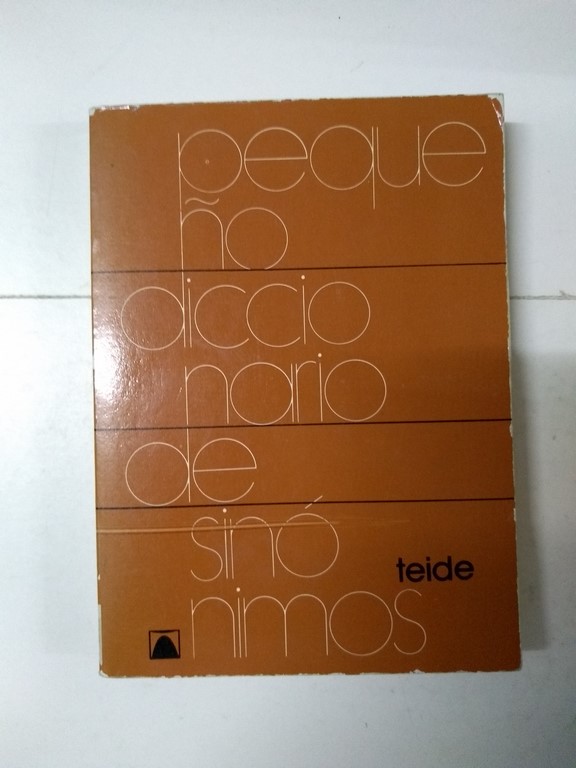 peque
ño
diccio
nario
de
sinó
nimos
teide